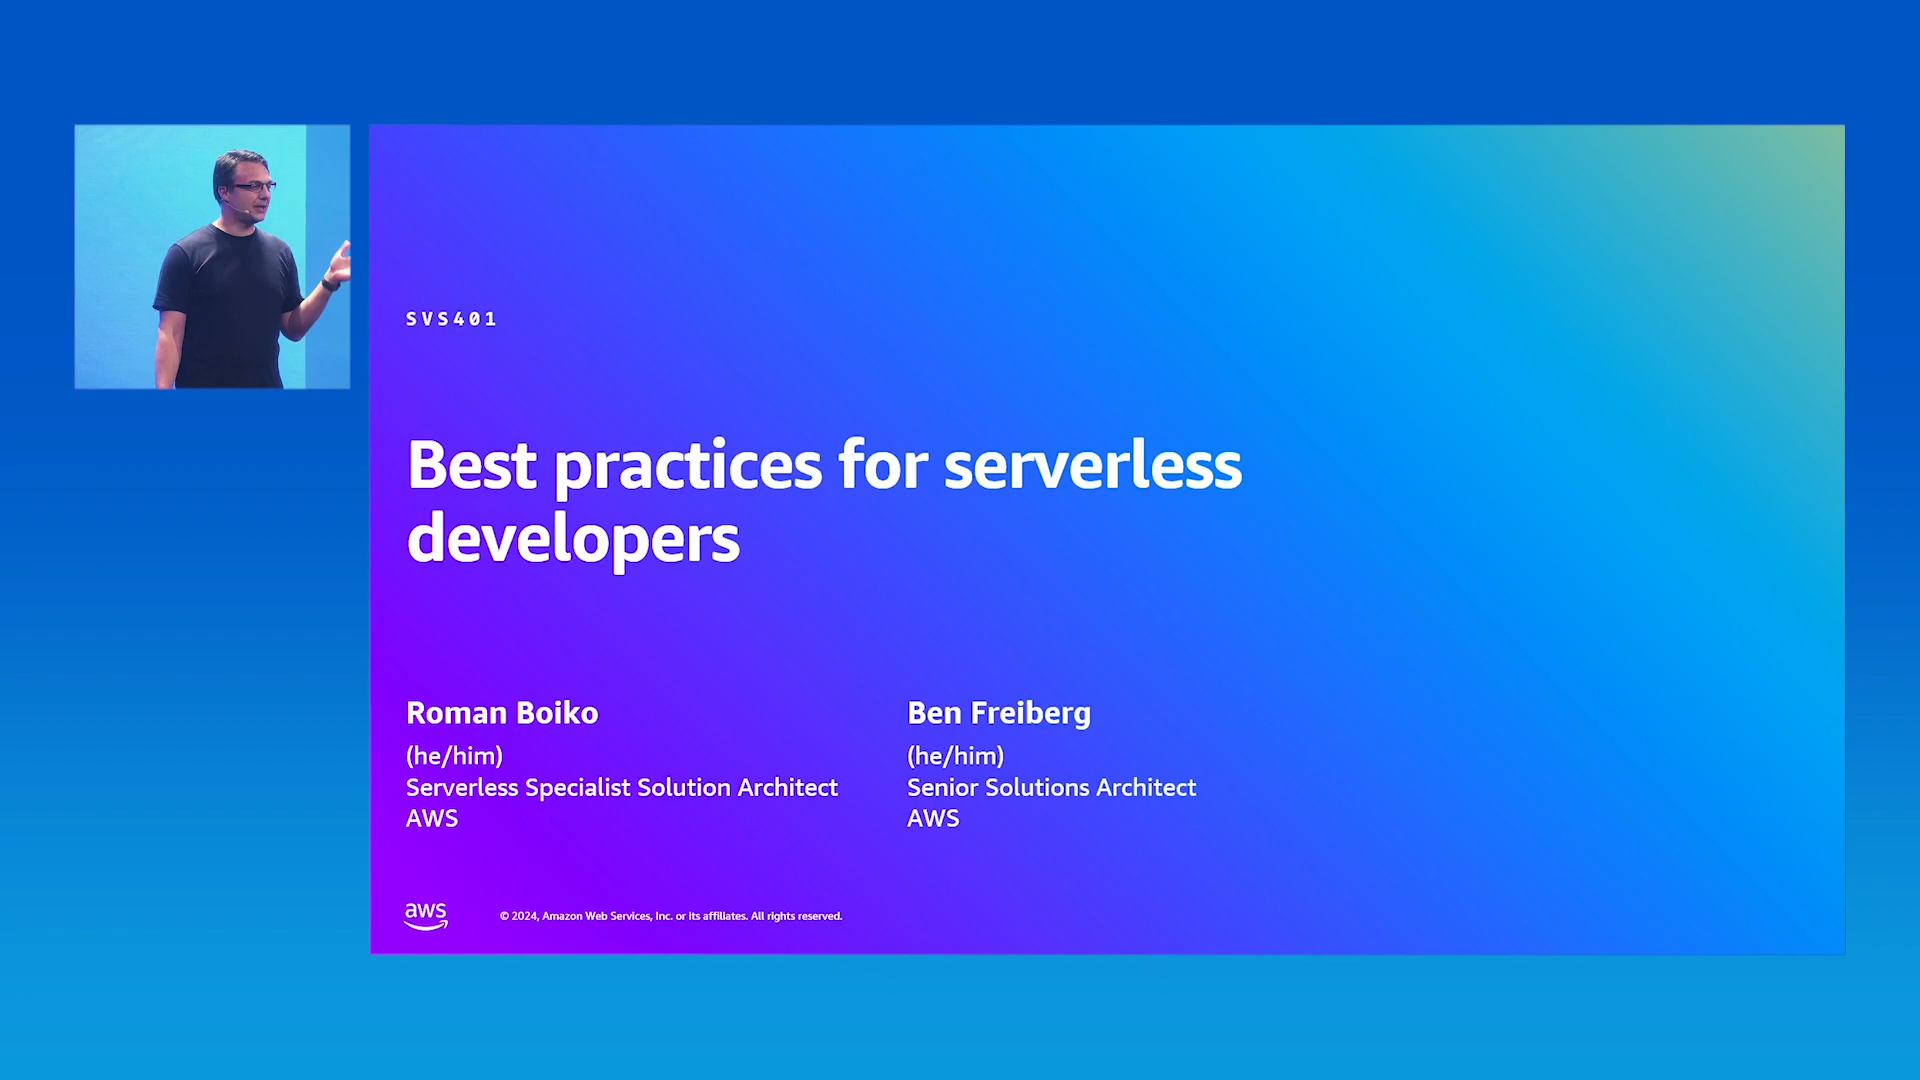 SVS401
Best practices for serverless
developers
Roman Boiko
(he/him)
Serverless Specialist Solution Architect
AWS
Ben Freiberg
(he/him)
Senior Solutions Architect
AWS
aws
© 2024, Amazon Web Services, Inc. or its affiliates. All rights reserved.